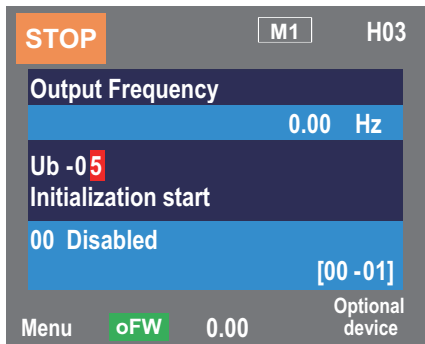 STOP M1 H03
Output Frequency
0.00 Hz
Ub -05
Initialization start
00 Disabled
[00 -01]
Menu oFW 0.00 Optional
device